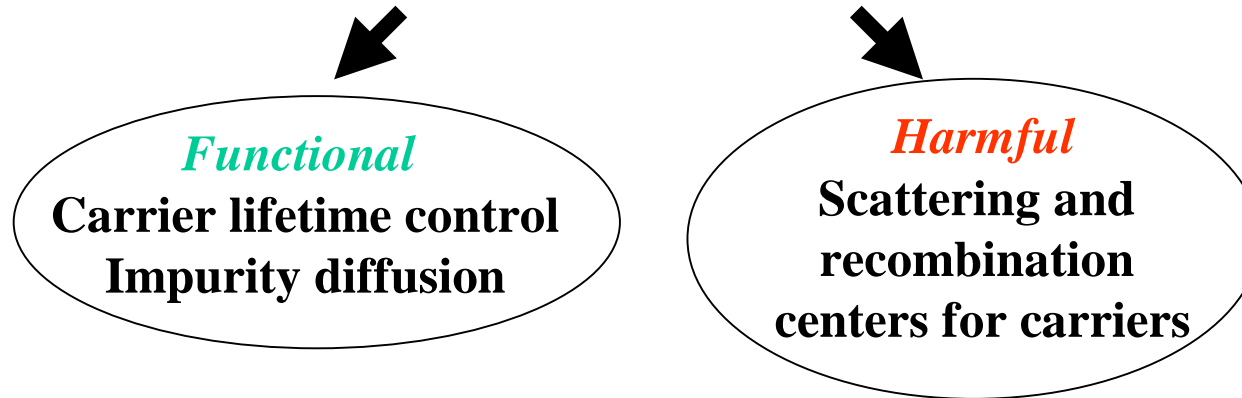 Functional
Carrier lifetime control
Impurity diffusion
Harmful
Scattering and
recombination
centers for carriers